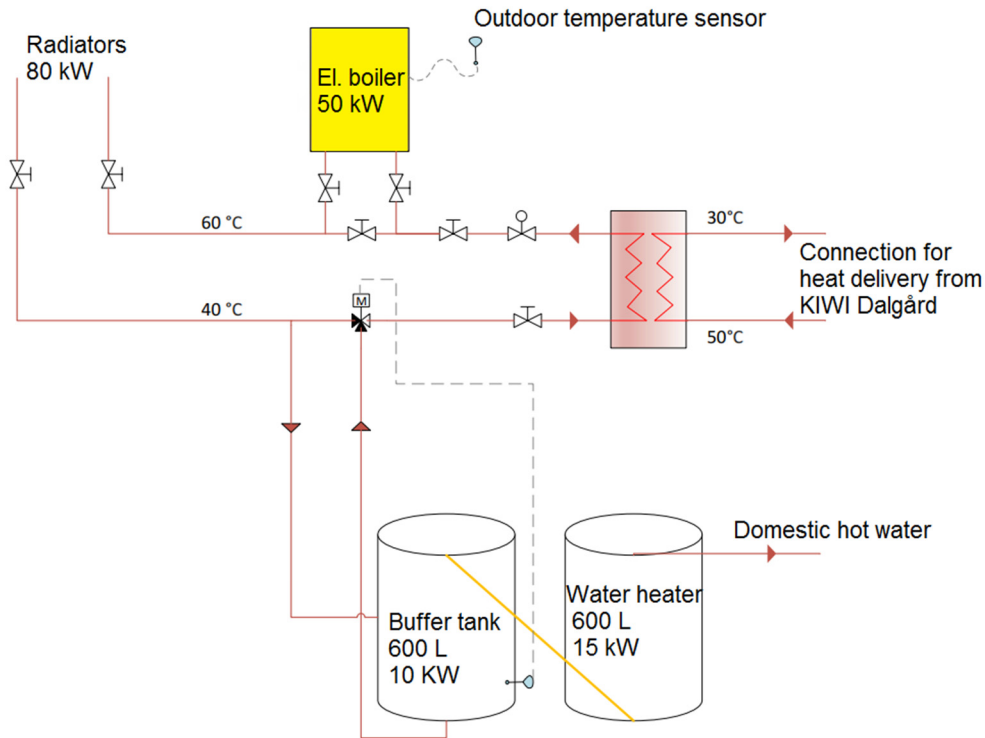 Outdoor temperature sensor
Radiators
80 kW
El. boiler
50 kW
60 °C
30°C
Connection for
heat delivery from
KIWI Dalgård
40 °C
M
50°C
Domestic hot water
Buffer tank
600 L
10 KW
Water heater
600 L
15 kW